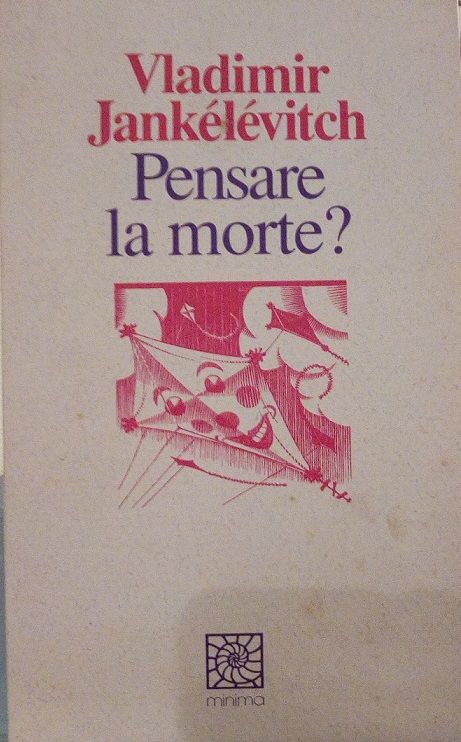 Vladimir
Jankélévitch
Pensare
la morte?
minima